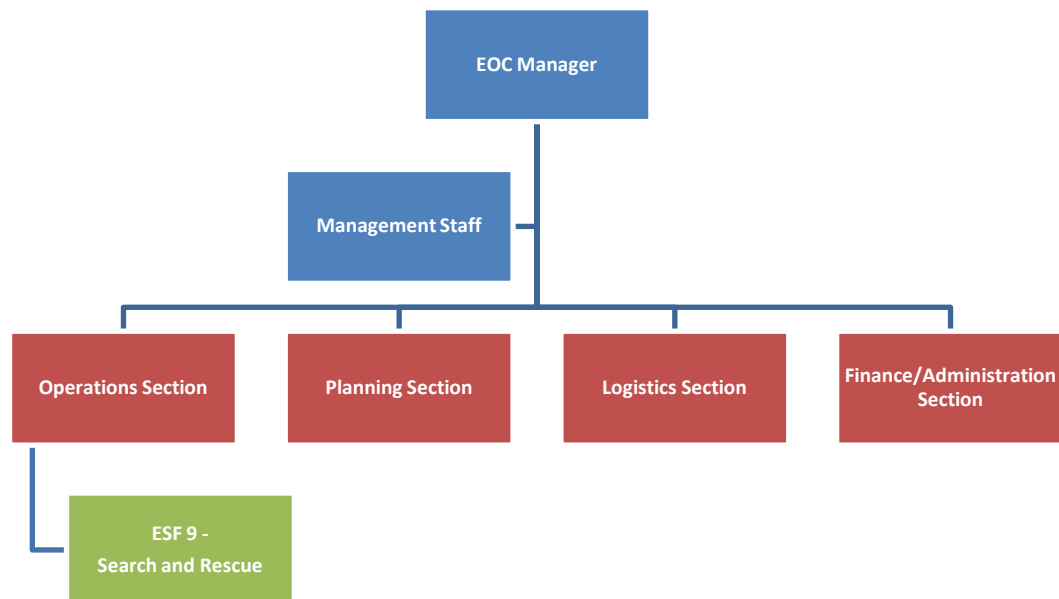 EOC Manager
Management Staff
Operations Section
Planning Section
Logistics Section
Finance/Administration
Section
ESF 9 -
Search and Rescue